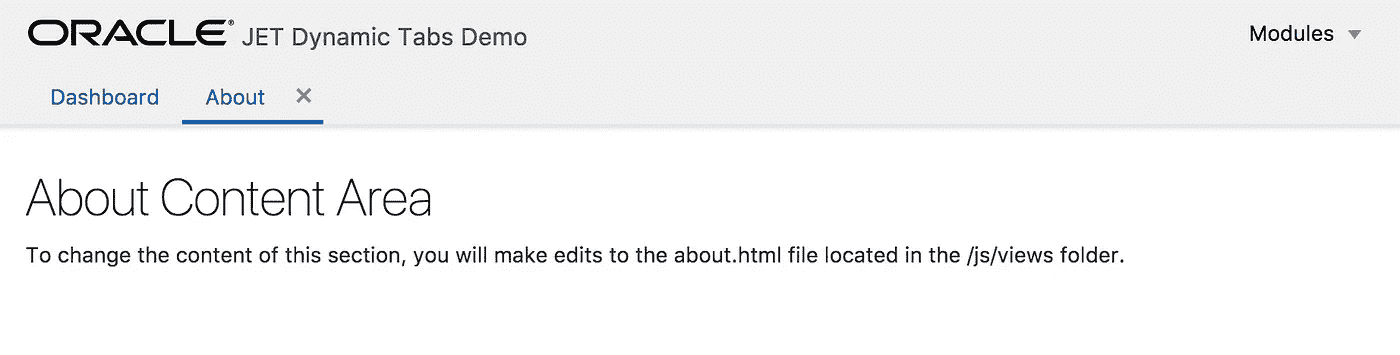 ORACLE® JET Dynamic Tabs Demo
Modules
Dashboard
About
About Content Area
To change the content of this section, you will make edits to the about.html file located in the /js/views folder.